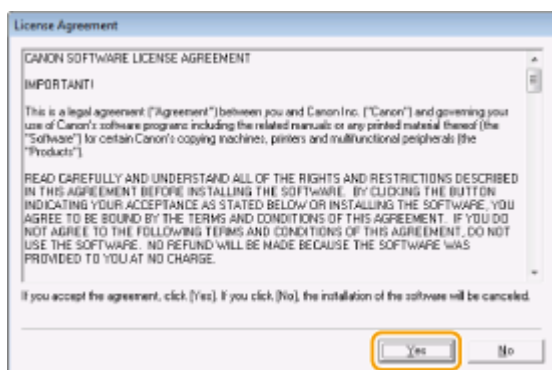 License Agreement
CANON SOFTWARE LICENSE AGREEMENT
IMPORTANT!
This is a legal agreement ("Agreement") between you and Canon Inc. ("Canon") and governing your
use of Canon's software programs including the related manuals or any printed material thereof (the
"Software") for certain Canon's copying machines, printers and multifunctional peripherals (the
"Products").
READ CAREFULLY AND UNDERSTAND ALL OF THE RIGHTS AND RESTRICTIONS DESCRIBED
IN THIS AGREEMENT BEFORE INSTALLING THE SOFTWARE. BY CLICKING THE BUTTON
INDICATING YOUR ACCEPTANCE AS STATED BELOW OR INSTALLING THE SOFTWARE, YOU
AGREE TO BE BOUND BY THE TERMS AND CONDITIONS OF THIS AGREEMENT. IF YOU DO
NOT AGREE TO THE FOLLOWING TERMS AND CONDITIONS OF THIS AGREEMENT, DO NOT
USE THE SOFTWARE. NO REFUND WILL BE MADE BECAUSE THE SOFTWARE WAS
PROVIDED TO YOU AT NO CHARGE.
If you accept the agreement, click [Yes]. If you click [No], the installation of the software will be canceled.
Yes
No